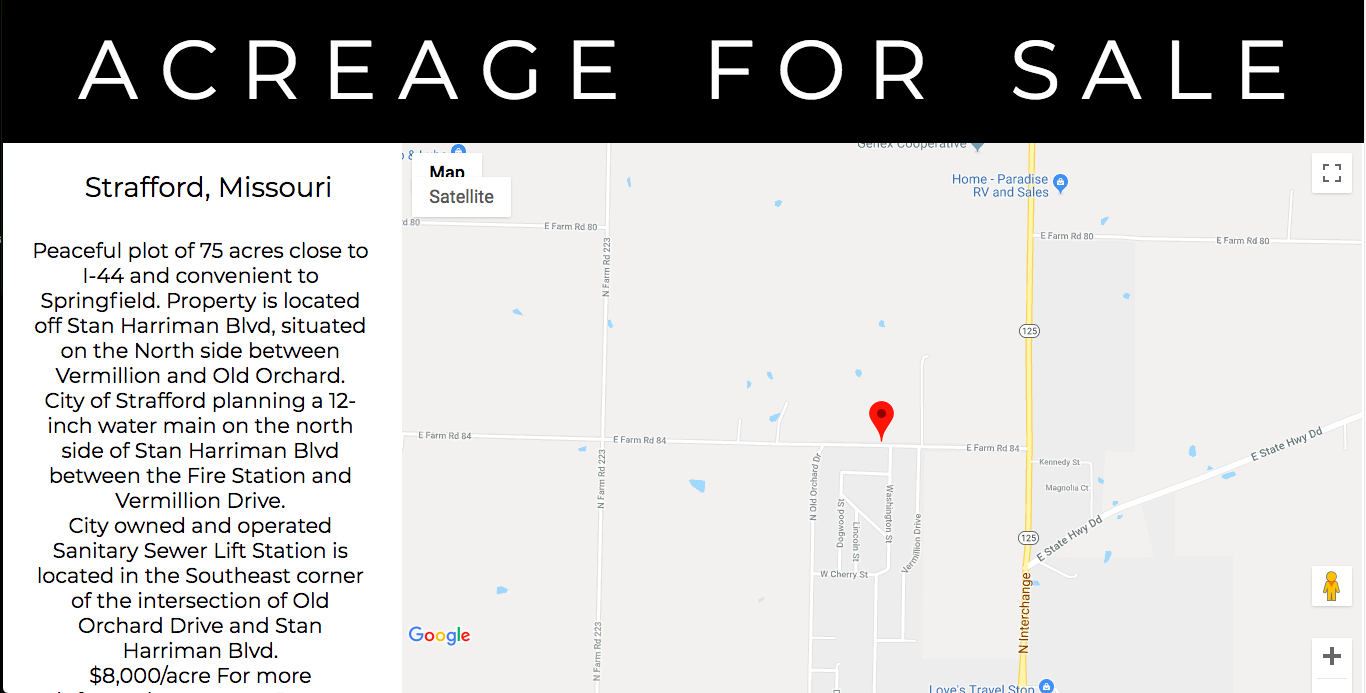 ACREAGE FOR SALE
Strafford, Missouri
Peaceful plot of 75 acres close to
I-44 and convenient to
Springfield. Property is located
off Stan Harriman Blvd, situated
on the North side between
Vermillion and Old Orchard.
City of Strafford planning a 12-
inch water main on the north
side of Stan Harriman Blvd
between the Fire Station and
Vermillion Drive.
City owned and operated
Sanitary Sewer Lift Station is
located in the Southeast corner
of the intersection of Old
Orchard Drive and Stan
Harriman Blvd.
$8,000/acre For more
Map
Satellite
Genex Cooperative
Home - Paradise
RV and Sales
d 80
E Farm Rd 80
E Farm Rd 80
E Farm Rd 80
N Farm Rd 223
125
E Farm Rd 84
E Farm Rd 84
E Farm Rd 84
Kennedy St
Magnolia Ct
E State Hwy Dd
E State Hwy Dd
N Farm Rd 223
N Old Orchard Dr
Dogwood St
Lincoln St
Washington St
Vermillion Drive
W Cherry St
125
N Interchange
N Farm Rd 223
Google
Love's Travel Stop